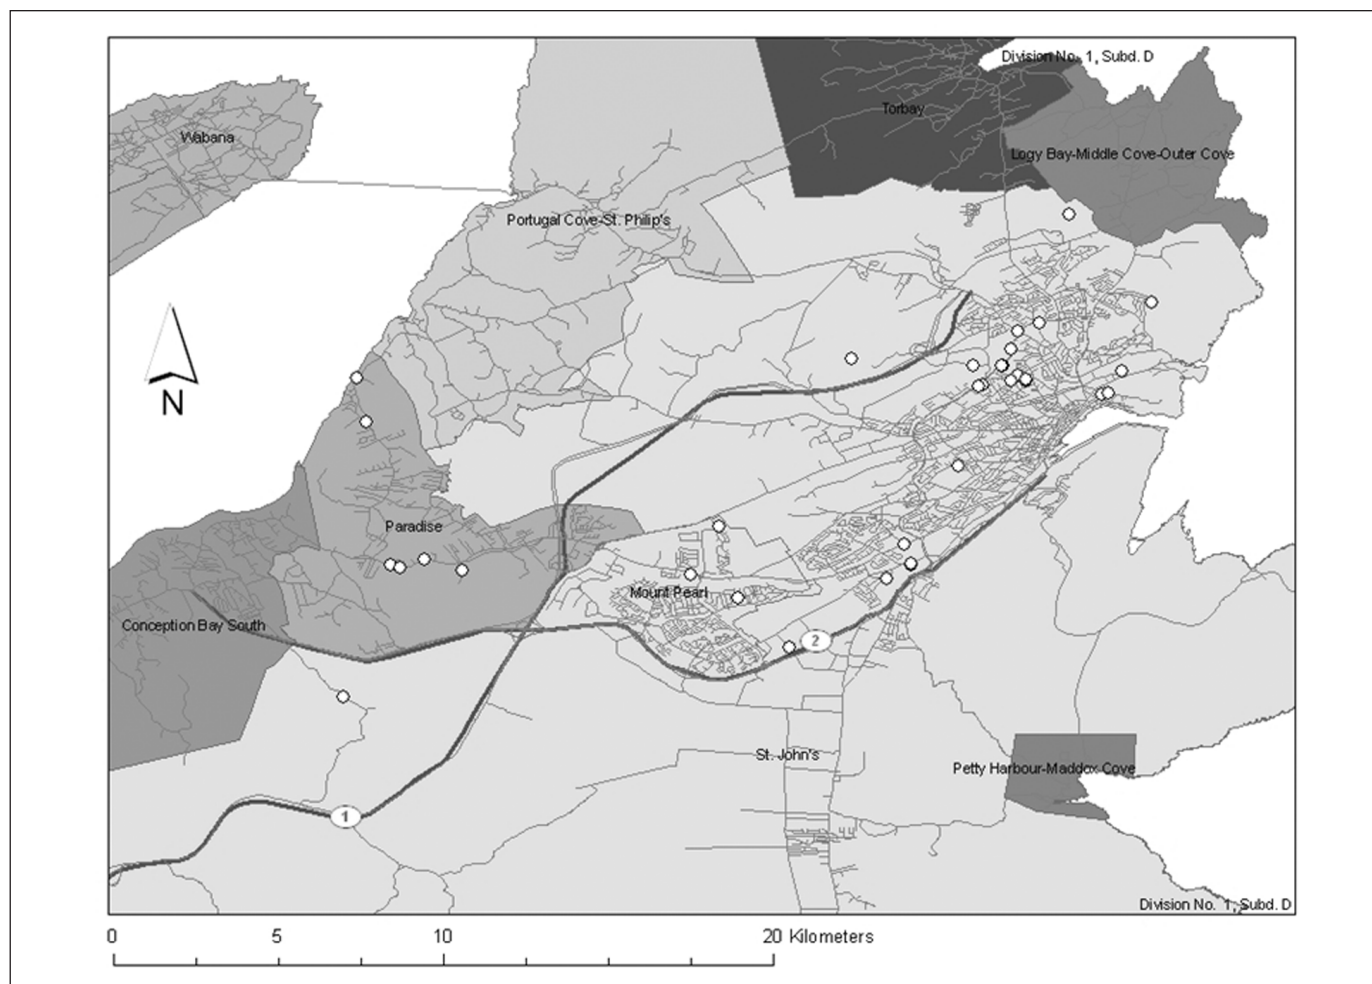 Division No. 1, Subd. D
Torbay
Wabana
Logy Bay-Middle Cove-Outer Cove
Portugal Cove-St. Philip's
N
Paradise
Mount Pearl
Conception Bay South
2
St. John's
Petty Harbour-Maddox Cove
1
Division No. 1, Subd. D
0 5 10 20 Kilometers